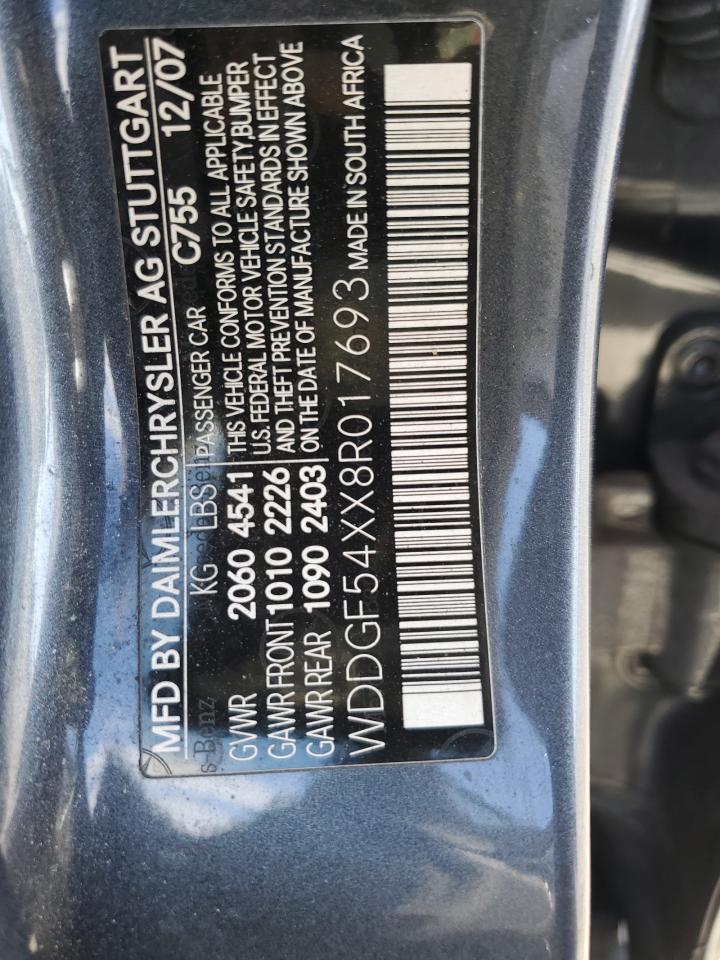 MFD BY DAIMLERCHRYSLER AG STUTTGART
C755 12/07
KG LBS PASSENGER CAR
GVWR 2060 4541 THIS VEHICLE CONFORMS TO ALL APPLICABLE
U.S. FEDERAL MOTOR VEHICLE SAFETY, BUMPER
GAWR FRONT 1010 2226 AND THEFT PREVENTION STANDARDS IN EFFECT
GAWR REAR 1090 2403 ON THE DATE OF MANUFACTURE SHOWN ABOVE
WDDGF54XX8R017693 MADE IN SOUTH AFRICA
s-Benz